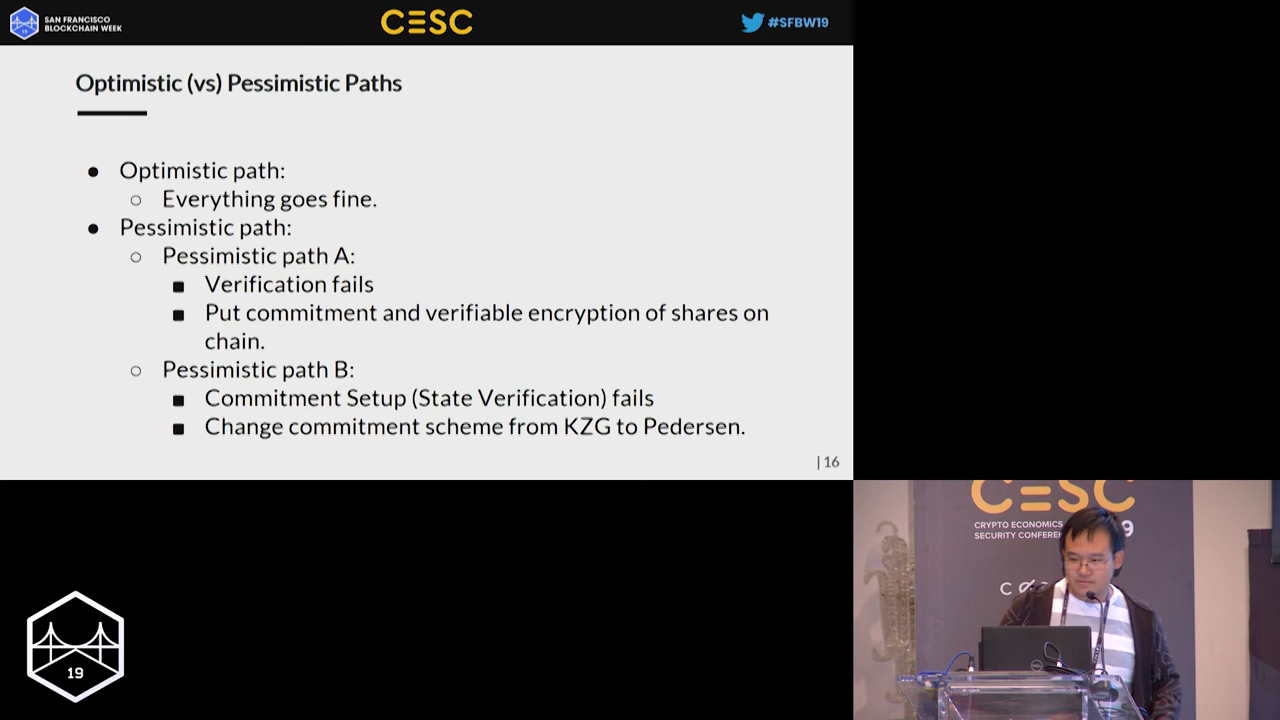 SAN FRANCISCO
BLOCKCHAIN WEEK
19
CESC
#SFBW19
Optimistic (vs) Pessimistic Paths
● Optimistic path:
○ Everything goes fine.
● Pessimistic path:
○ Pessimistic path A:
■ Verification fails
■ Put commitment and verifiable encryption of shares on
chain.
○ Pessimistic path B:
■ Commitment Setup (State Verification) fails
■ Change commitment scheme from KZG to Pedersen.
| 16
CESC
CRYPTO ECONOMICS
SECURITY
19